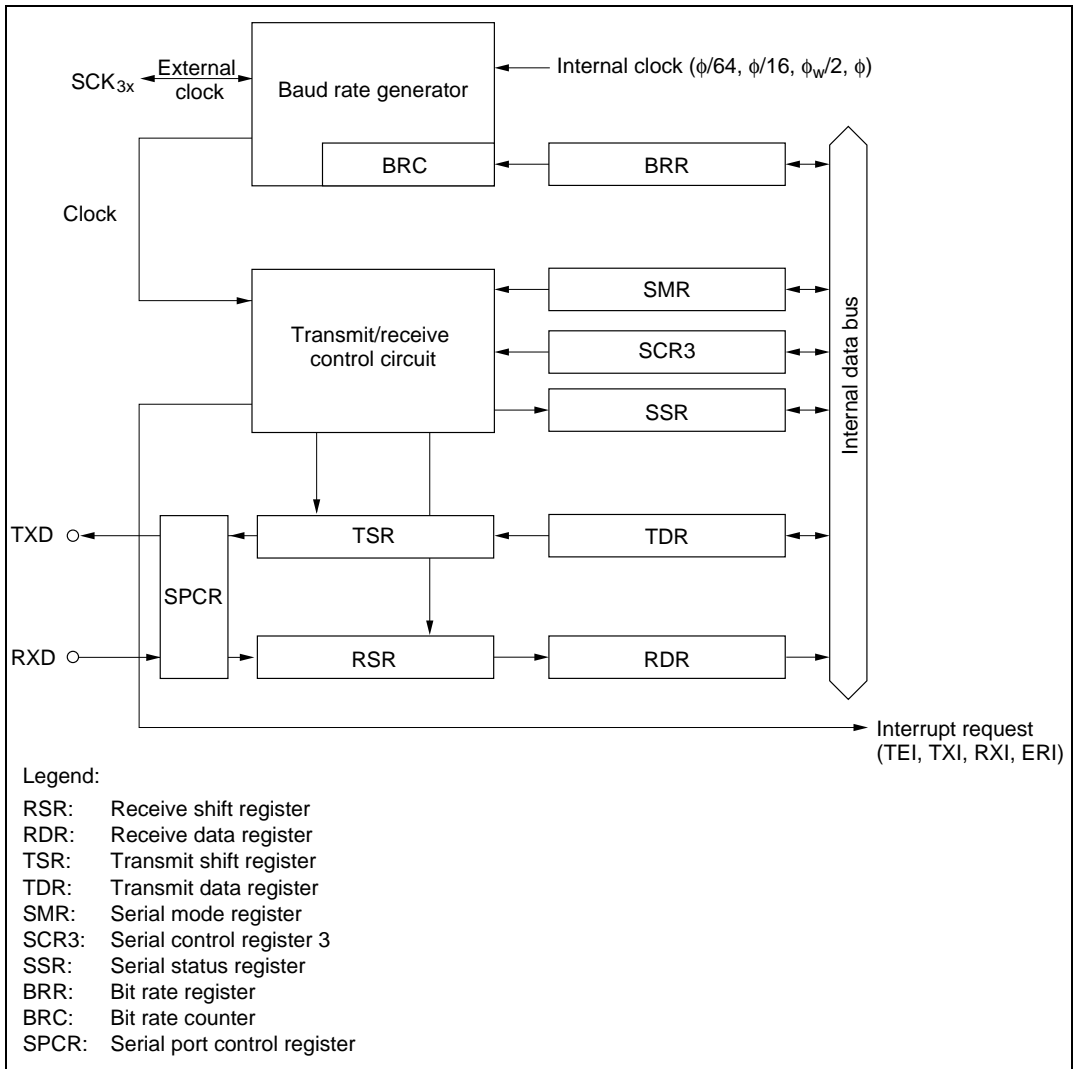 SCK3x
External
clock
Baud rate generator
Internal clock (ϕ/64, ϕ/16, ϕw/2, ϕ)
BRC
BRR
Clock
Transmit/receive
control circuit
SMR
SCR3
SSR
Internal data bus
TXD
SPCR
TSR
TDR
RXD
RSR
RDR
Interrupt request
(TEI, TXI, RXI, ERI)
Legend:
RSR: Receive shift register
RDR: Receive data register
TSR: Transmit shift register
TDR: Transmit data register
SMR: Serial mode register
SCR3: Serial control register 3
SSR: Serial status register
BRR: Bit rate register
BRC: Bit rate counter
SPCR: Serial port control register